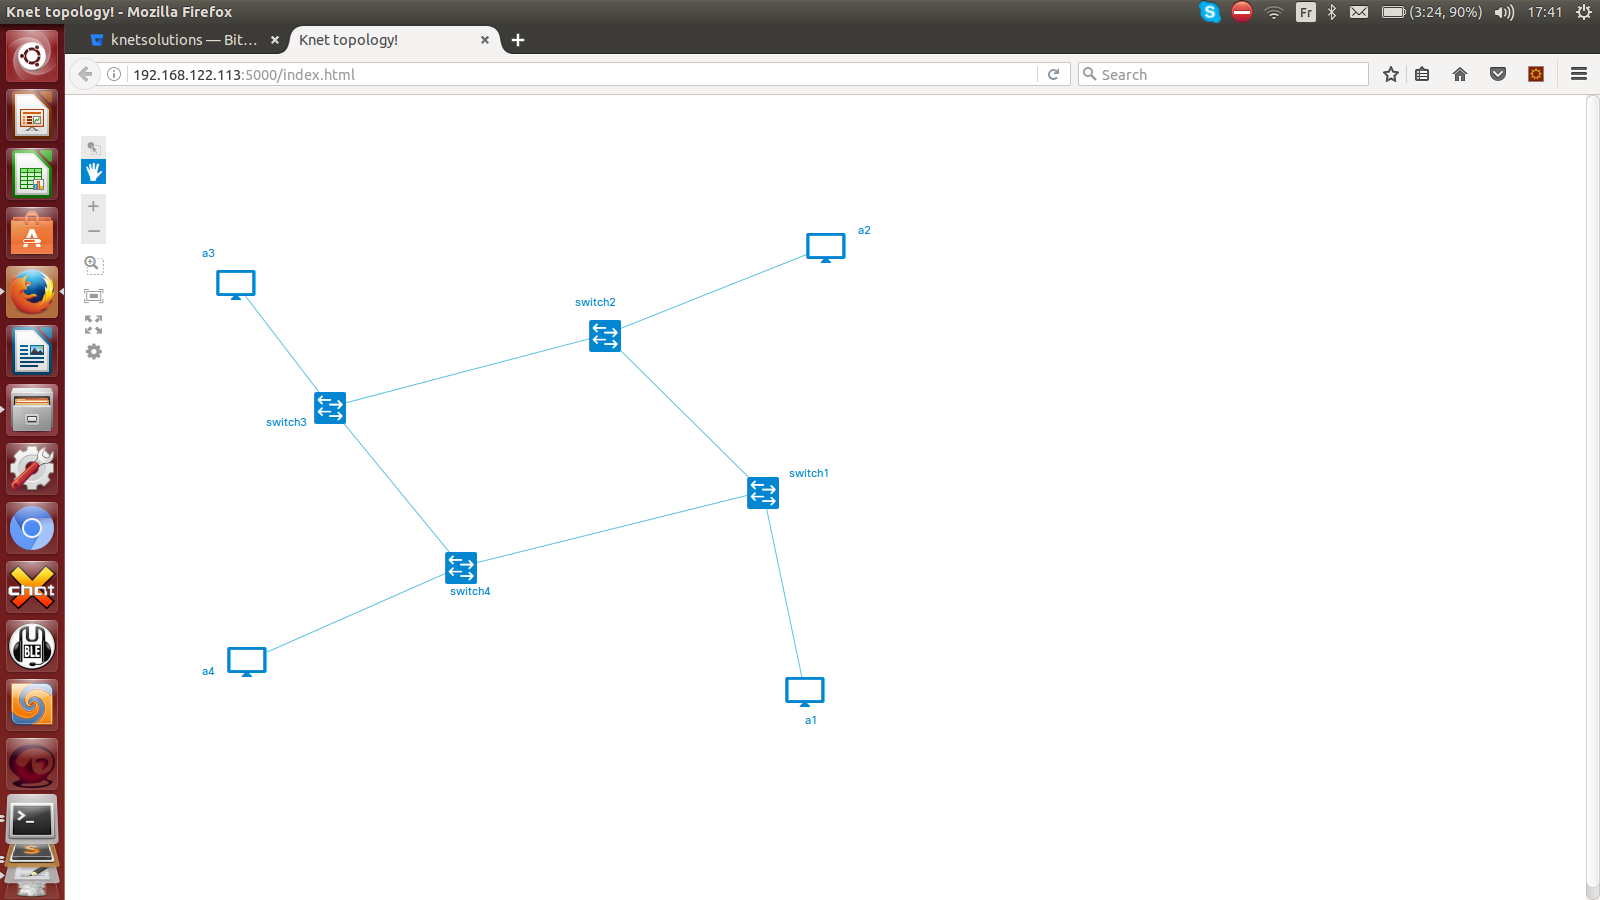 Knet topology! - Mozilla Firefox
Fr
(3:24, 90%)
17:41
knetsolutions — Bit...
Knet topology!
192.168.122.113:5000/index.html
Search
a2
a3
switch2
switch3
switch1
switch4
a4
a1
chat
BLE
>_
S